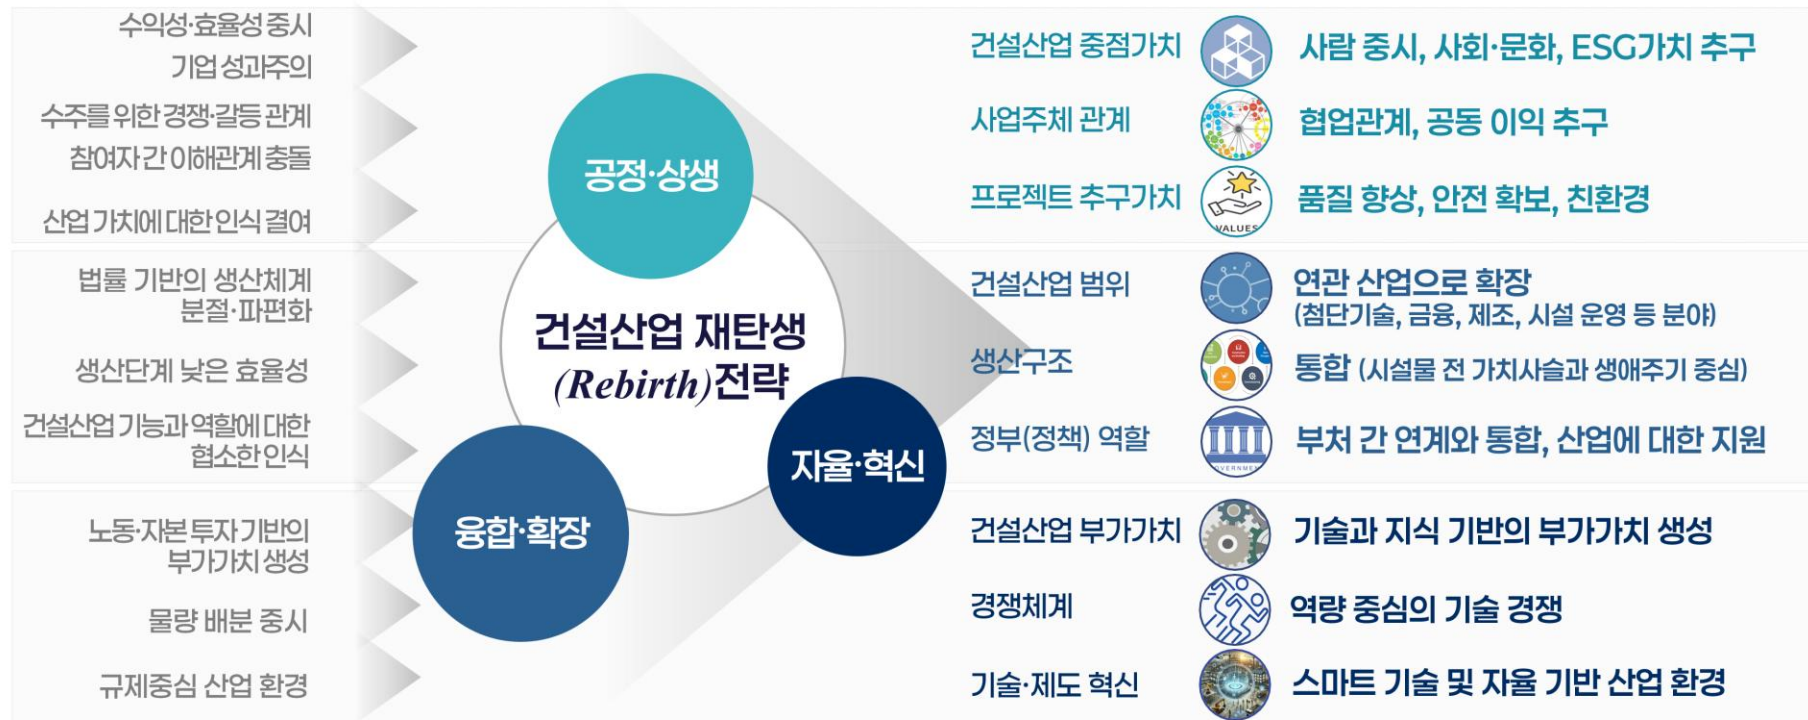 수익성·효율성 중시
기업 성과주의
수주를 위한 경쟁·갈등 관계
참여자 간 이해관계 충돌
산업 가치에 대한 인식 결여
법률 기반의 생산체계
분절·파편화
생산단계 낮은 효율성
건설산업 기능과 역할에 대한
협소한 인식
노동·자본 투자 기반의
부가가치 생성
물량 배분 중시
규제중심 산업 환경
공정·상생
건설산업 재탄생
(Rebirth)전략
자율·혁신
융합·확장
건설산업 중점가치
사람 중시, 사회·문화, ESG가치 추구
사업주체 관계
협업관계, 공동 이익 추구
프로젝트 추구가치
VALUES
품질 향상, 안전 확보, 친환경
건설산업 범위
연관 산업으로 확장
(첨단기술, 금융, 제조, 시설 운영 등 분야)
생산구조
통합 (시설물 전 가치사슬과 생애주기 중심)
정부(정책) 역할
부처 간 연계와 통합, 산업에 대한 지원
건설산업 부가가치
기술과 지식 기반의 부가가치 생성
경쟁체계
역량 중심의 기술 경쟁
기술·제도 혁신
스마트 기술 및 자율 기반 산업 환경